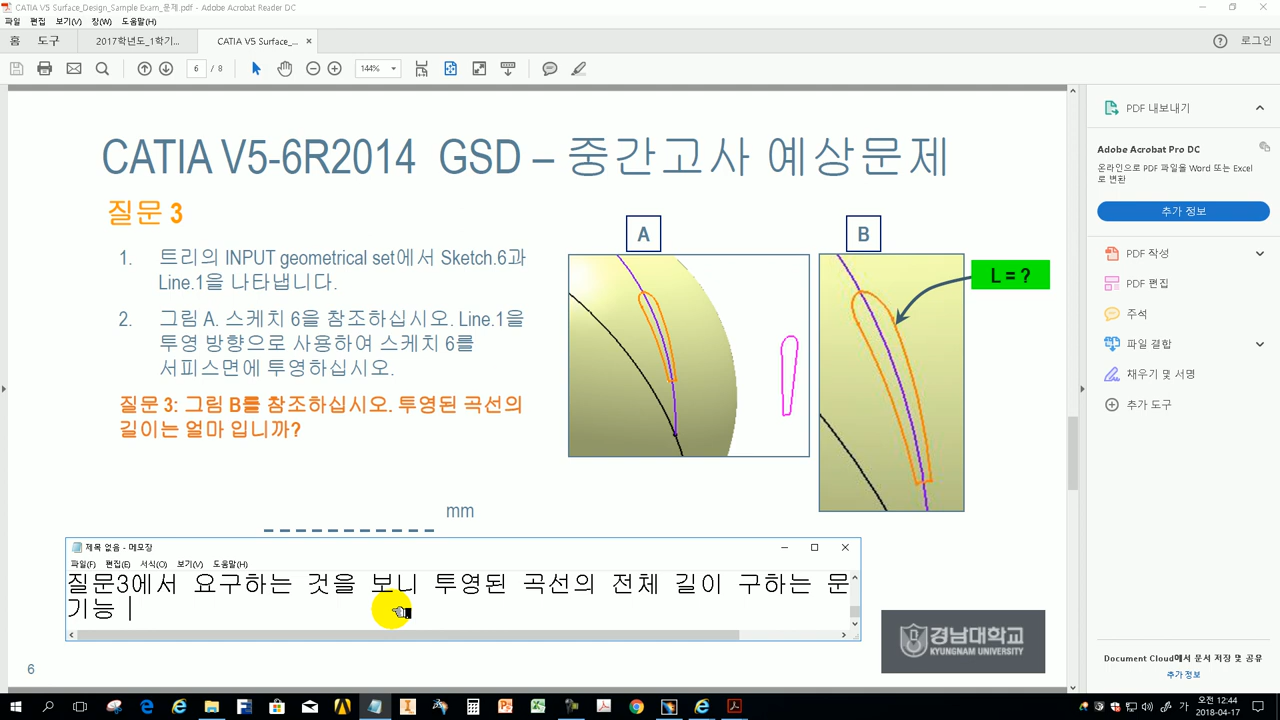 CATIA V5 Surface_Design_Sample Exam_문제.pdf - Adobe Acrobat Reader DC
파일 편집 보기(V) 창(W) 도움말(H)
홈 도구 2017학년도_1학기... CATIA V5 Surface_... × 로그인
6 / 8 144%
CATIA V5-6R2014 GSD – 중간고사 예상문제
질문 3
1. 트리의 INPUT geometrical set에서 Sketch.6과
Line.1을 나타냅니다.
2. 그림 A. 스케치 6을 참조하십시오. Line.1을
투영 방향으로 사용하여 스케치 6를
서피스면에 투영하십시오.
질문 3: 그림 B를 참조하십시오. 투영된 곡선의
길이는 얼마 입니까?
mm
A
B
L = ?
제목 없음 - 메모장
파일(F) 편집(E) 서식(O) 보기(V) 도움말(H)
질문3에서 요구하는 것을 보니 투영된 곡선의 전체 길이 구하는 문
기능
경남대학교
KYUNGNAM UNIVERSITY
6
PDF 내보내기
Adobe Acrobat Pro DC
온라인으로 PDF 파일을 Word 또는 Excel
로 변환
추가 정보
PDF 작성
PDF 편집
주석
파일 결합
채우기 및 서명
추가 도구
Document Cloud에서 문서 저장 및 공유
추가 정보
오전 12:44
2018-04-17